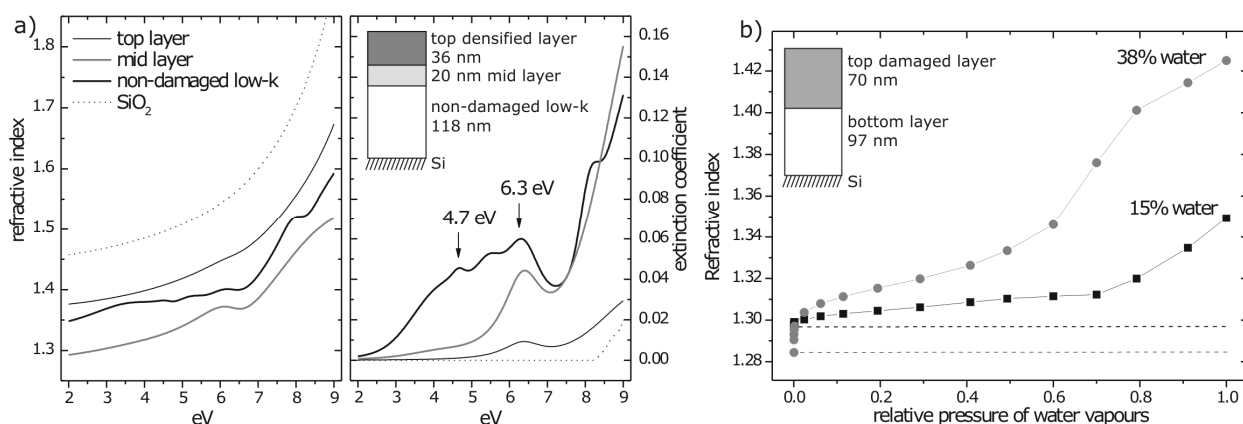 a)
top layer
mid layer
non-damaged low-k
SiO2
refractive index
1.8
1.7
1.6
1.5
1.4
1.3
2 3 4 5 6 7 8 9
eV
top densified layer
36 nm
20 nm mid layer
non-damaged low-k
118 nm
Si
4.7 eV
6.3 eV
0.16
0.14
0.12
0.10
0.08
0.06
0.04
0.02
0.00
extinction coefficient
2 3 4 5 6 7 8 9
eV
b)
top damaged layer
70 nm
bottom layer
97 nm
Si
38% water
15% water
Refractive index
1.42
1.40
1.38
1.36
1.34
1.32
1.30
1.28
0.0 0.2 0.4 0.6 0.8 1.0
relative pressure of water vapours